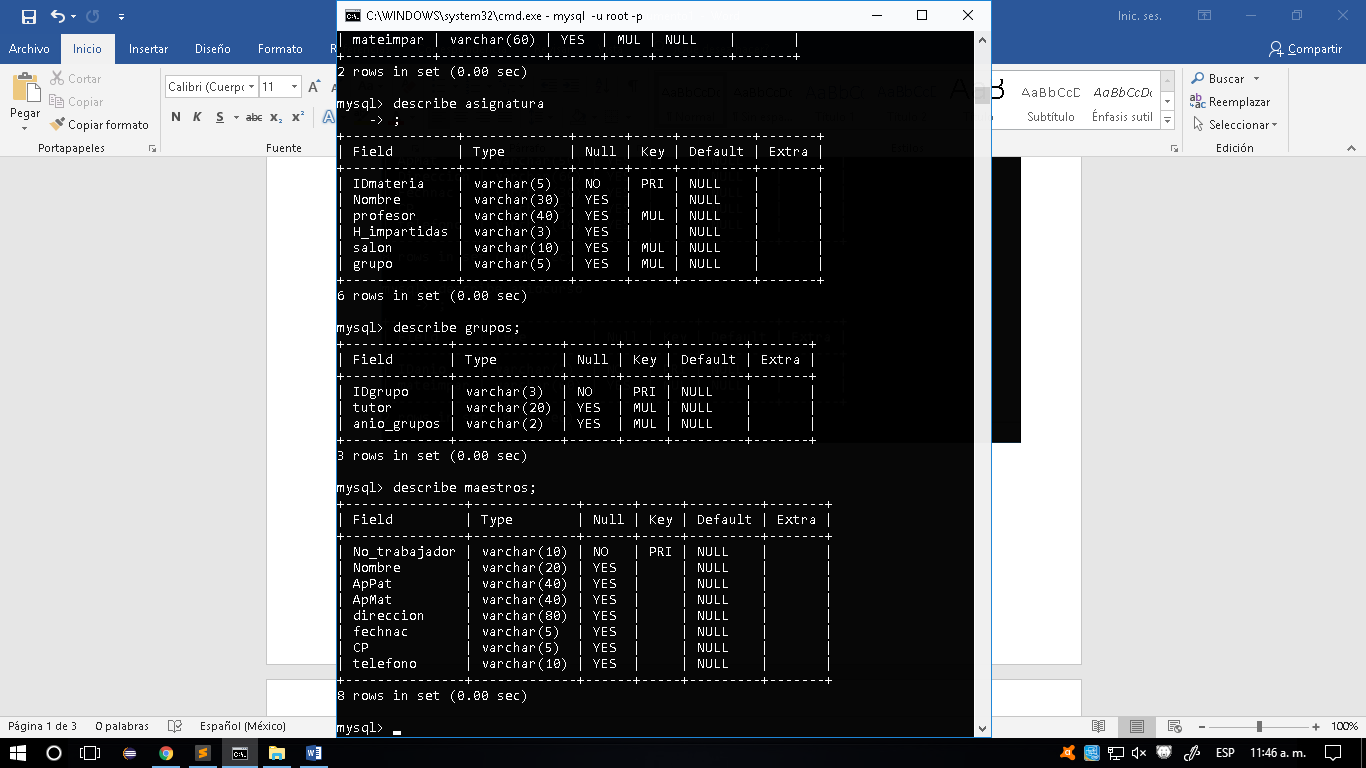 C:\WINDOWS\system32\cmd.exe - mysql -u root -p
Inic. ses.
Archivo Inicio Insertar Diseño Formato R
Compartir
Pegar
Cortar
Copiar
Copiar formato
Portapapeles
Calibri (Cuerpo 11
N K S abc x₂ x²
Fuente
AaBbCcD AaBbCcDc
Subtítulo Énfasis sutil
Buscar
Reemplazar
Seleccionar
Edición
| mateimpar | varchar(60) | YES | MUL | NULL | |
+-----------+-------------+------+-----+---------+-------+
2 rows in set (0.00 sec)
mysql> describe asignatura
-> ;
+--------------+-------------+------+-----+---------+-------+
| Field | Type | Null | Key | Default | Extra |
+--------------+-------------+------+-----+---------+-------+
| IDmateria | varchar(5) | NO | PRI | NULL | |
| Nombre | varchar(30) | YES | | NULL | |
| profesor | varchar(40) | YES | MUL | NULL | |
| H_impartidas | varchar(3) | YES | | NULL | |
| salon | varchar(10) | YES | MUL | NULL | |
| grupo | varchar(5) | YES | MUL | NULL | |
+--------------+-------------+------+-----+---------+-------+
6 rows in set (0.00 sec)
mysql> describe grupos;
+-------------+-------------+------+-----+---------+-------+
| Field | Type | Null | Key | Default | Extra |
+-------------+-------------+------+-----+---------+-------+
| IDgrupo | varchar(3) | NO | PRI | NULL | |
| tutor | varchar(20) | YES | MUL | NULL | |
| anio_grupos | varchar(2) | YES | MUL | NULL | |
+-------------+-------------+------+-----+---------+-------+
3 rows in set (0.00 sec)
mysql> describe maestros;
+---------------+-------------+------+-----+---------+-------+
| Field | Type | Null | Key | Default | Extra |
+---------------+-------------+------+-----+---------+-------+
| No_trabajador | varchar(10) | NO | PRI | NULL | |
| Nombre | varchar(20) | YES | | NULL | |
| ApPat | varchar(40) | YES | | NULL | |
| ApMat | varchar(40) | YES | | NULL | |
| direccion | varchar(80) | YES | | NULL | |
| fechnac | varchar(5) | YES | | NULL | |
| CP | varchar(5) | YES | | NULL | |
| telefono | varchar(10) | YES | | NULL | |
+---------------+-------------+------+-----+---------+-------+
8 rows in set (0.00 sec)
mysql>
Página 1 de 3 0 palabras Español (México)
100%
ESP 11:46 a. m.